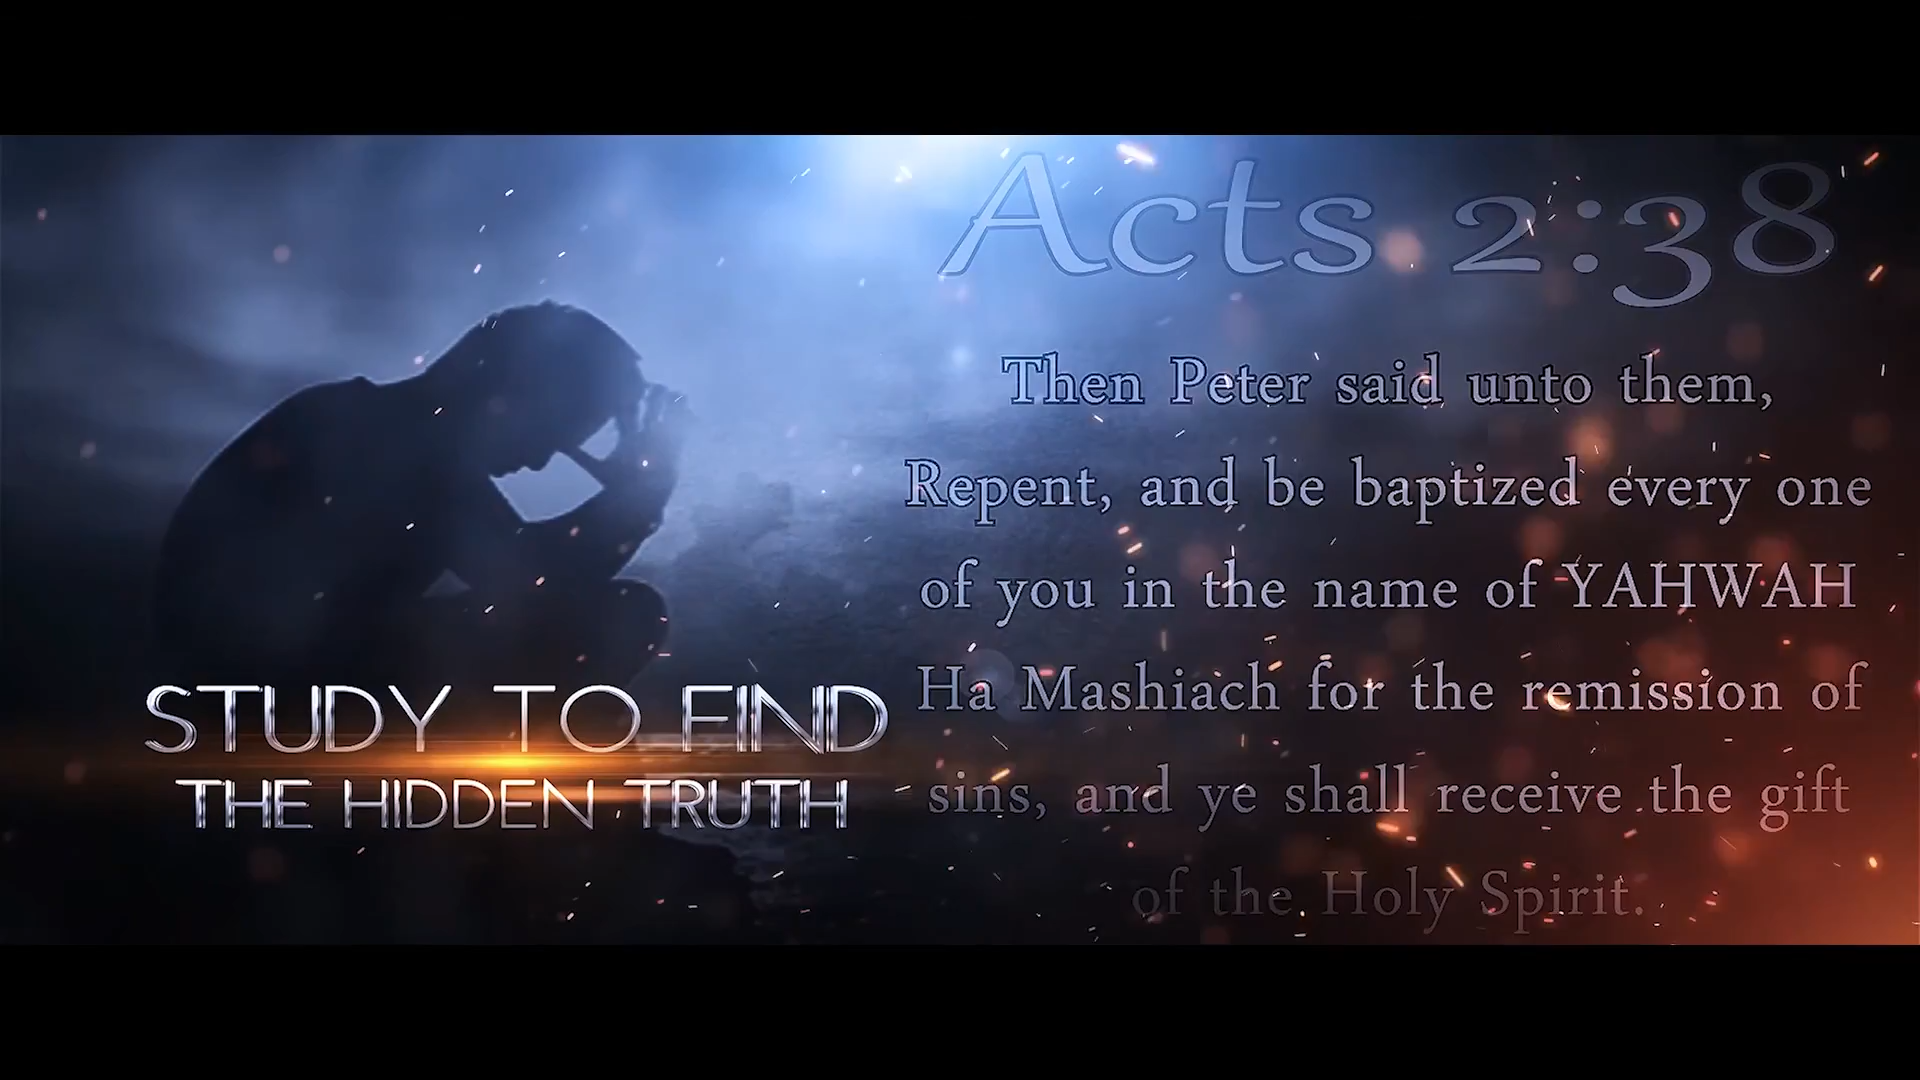 Acts 2:38
Then Peter said unto them,
Repent, and be baptized every one
of you in the name of YAHWAH
Ha Mashiach for the remission of
sins, and ye shall receive the gift
of the Holy Spirit.
STUDY TO FIND
THE HIDDEN TRUTH